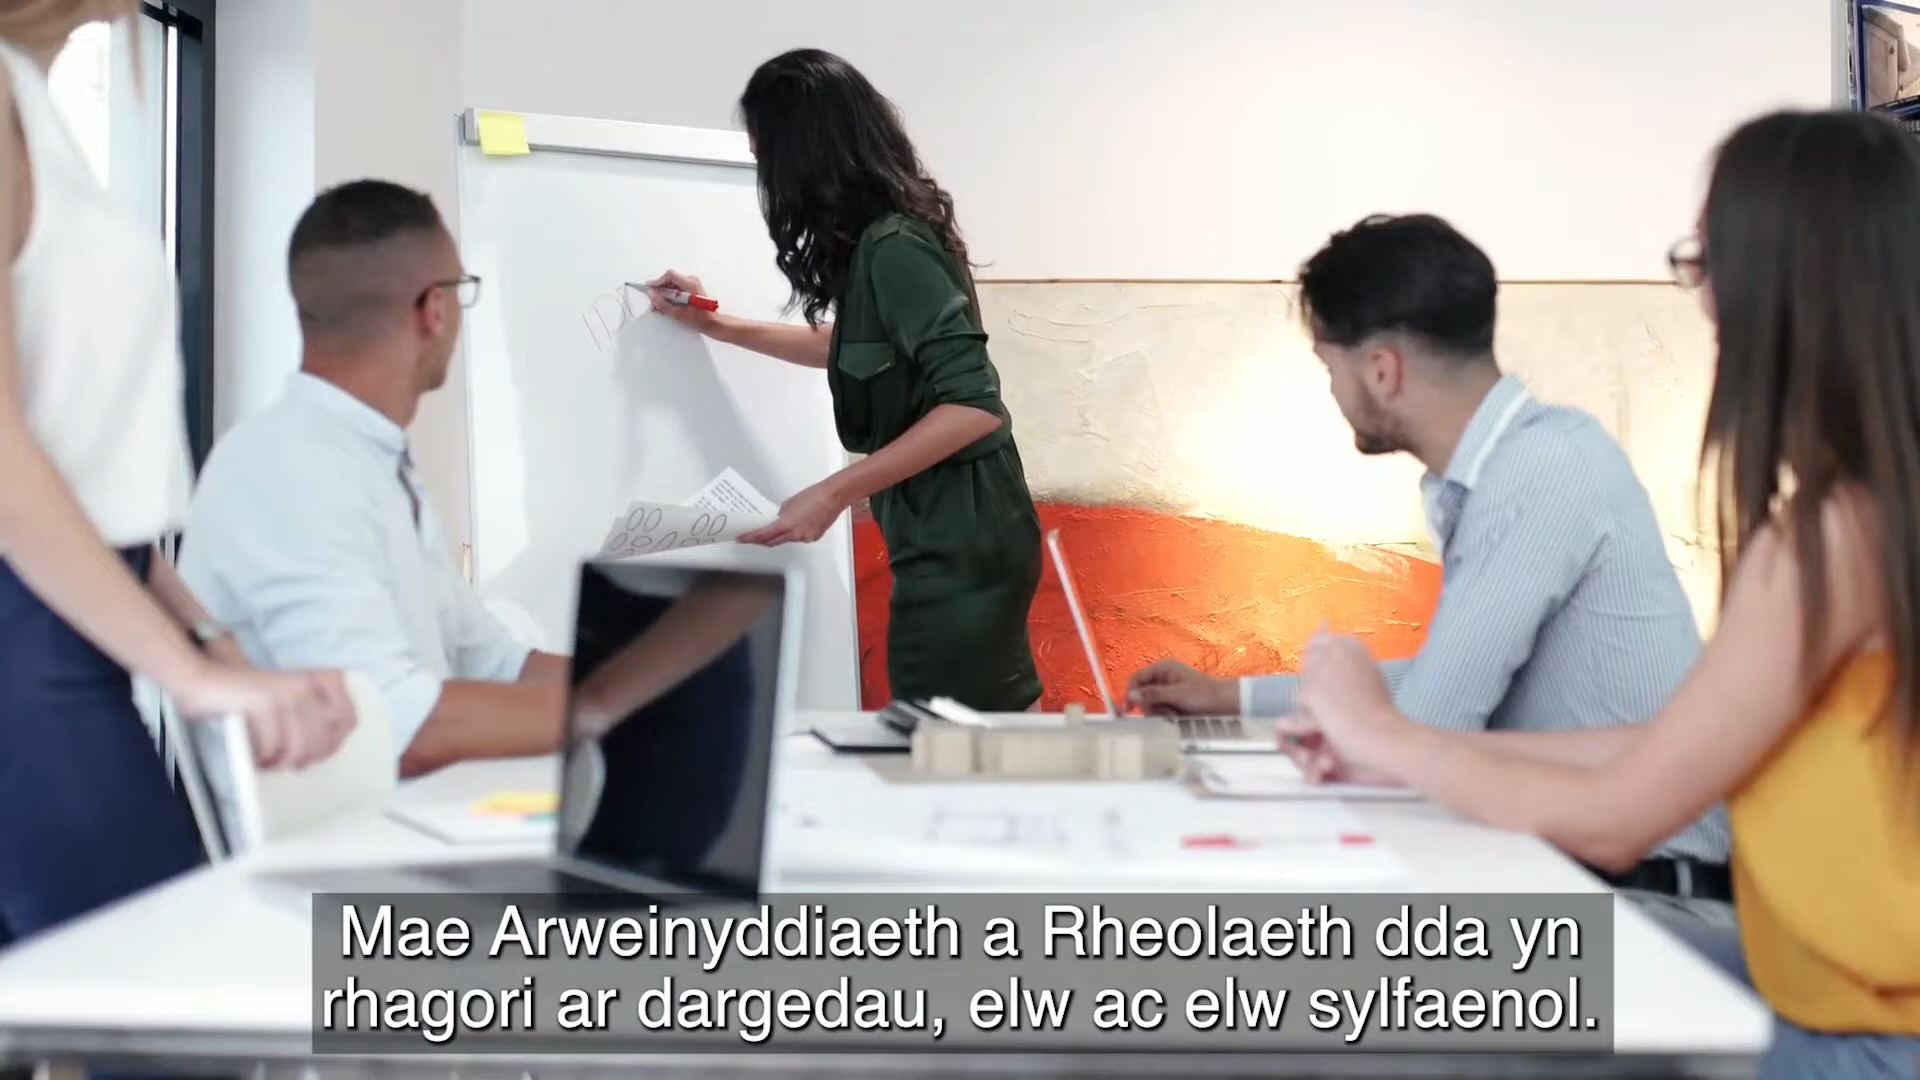 Mae Arweinyddiaeth a Rheolaeth dda yn
rhagori ar dargedau, elw ac elw sylfaenol.